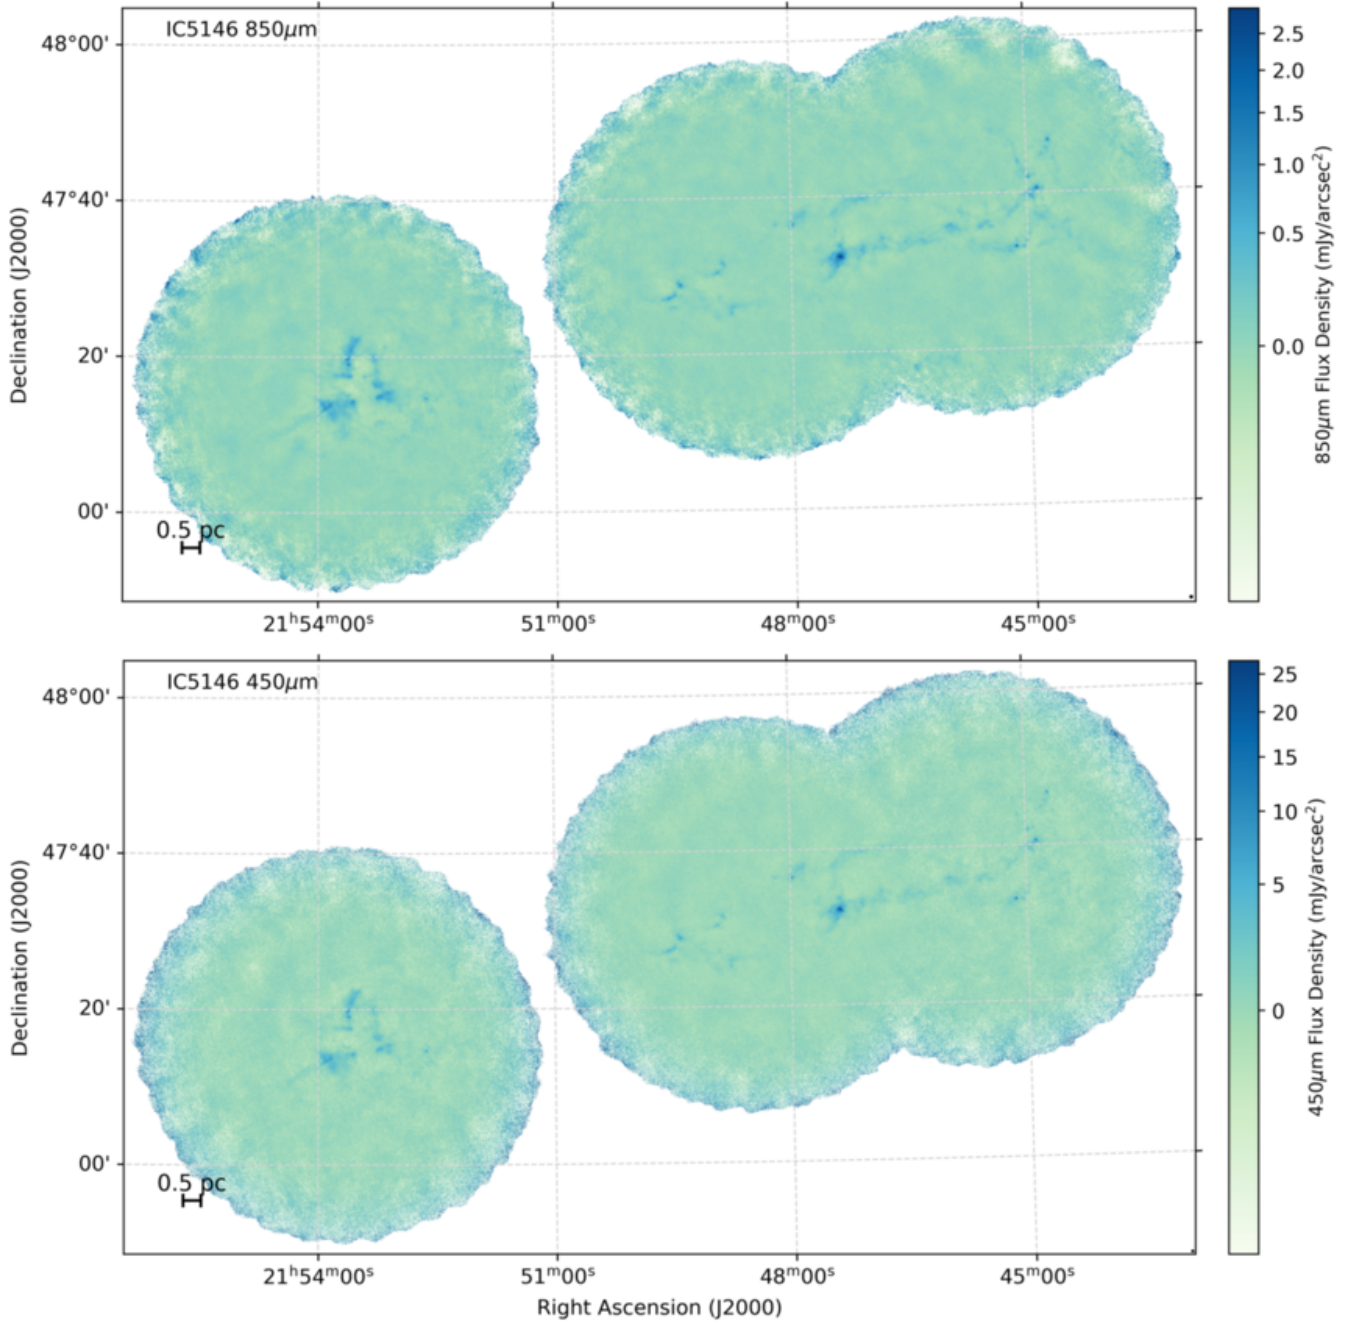 IC5146 850μm
48°00'
47°40'
20'
00'
Declination (J2000)
0.5 pc
21ʰ54ᵐ00ˢ
51ᵐ00ˢ
48ᵐ00ˢ
45ᵐ00ˢ
2.5
2.0
1.5
1.0
0.5
0.0
850μm Flux Density (mJy/arcsec²)
IC5146 450μm
48°00'
47°40'
20'
00'
Declination (J2000)
0.5 pc
21ʰ54ᵐ00ˢ
51ᵐ00ˢ
48ᵐ00ˢ
45ᵐ00ˢ
Right Ascension (J2000)
25
20
15
10
5
0
450μm Flux Density (mJy/arcsec²)